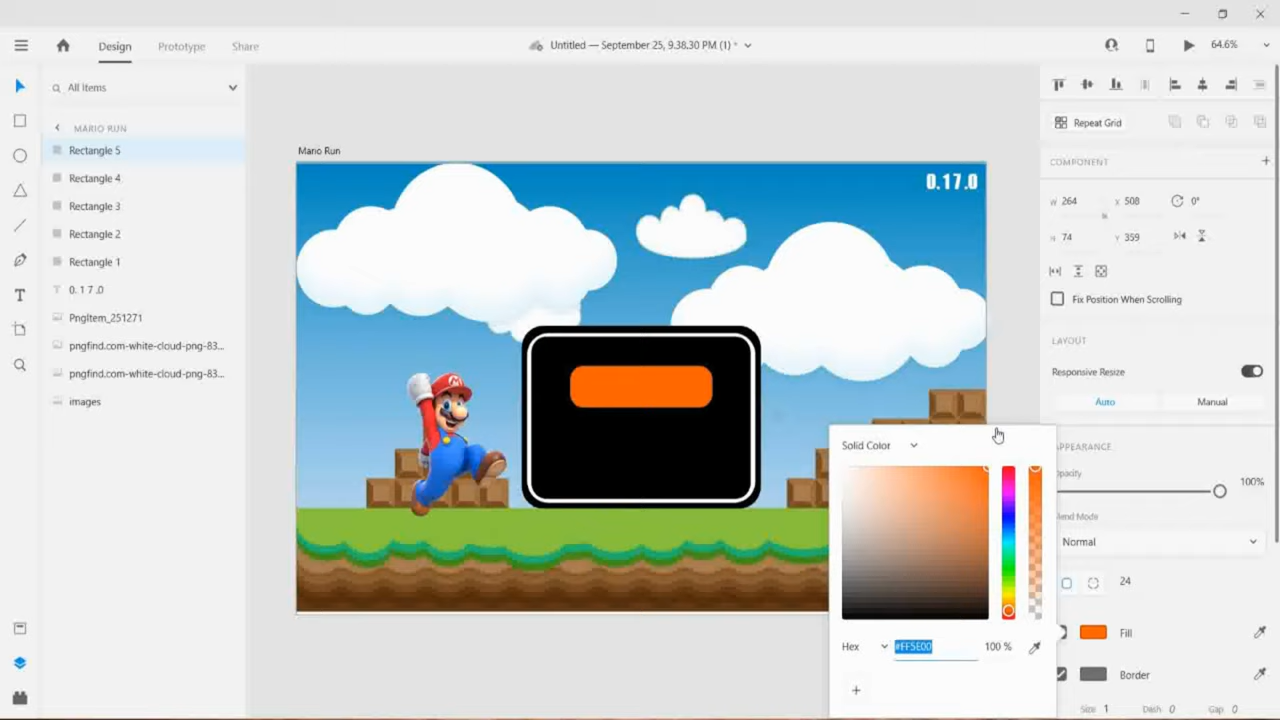 Design
Prototype
Share
Untitled — September 25, 9.38.30 PM (1) *
64.6%
All Items
MARIO RUN
Rectangle 5
Rectangle 4
Rectangle 3
Rectangle 2
Rectangle 1
0. 1 7 .0
PngItem_251271
pngfind.com-white-cloud-png-83...
pngfind.com-white-cloud-png-83...
images
Mario Run
0.17.0
M
Repeat Grid
COMPONENT
W 264
X 508
0°
H 74
Y 359
Fix Position When Scrolling
LAYOUT
Responsive Resize
Auto
Manual
APPEARANCE
Opacity
100%
Blend Mode
Normal
24
Fill
Border
Size 1
Dash 0
Gap 0
Solid Color
Hex
#FF5E00
100 %